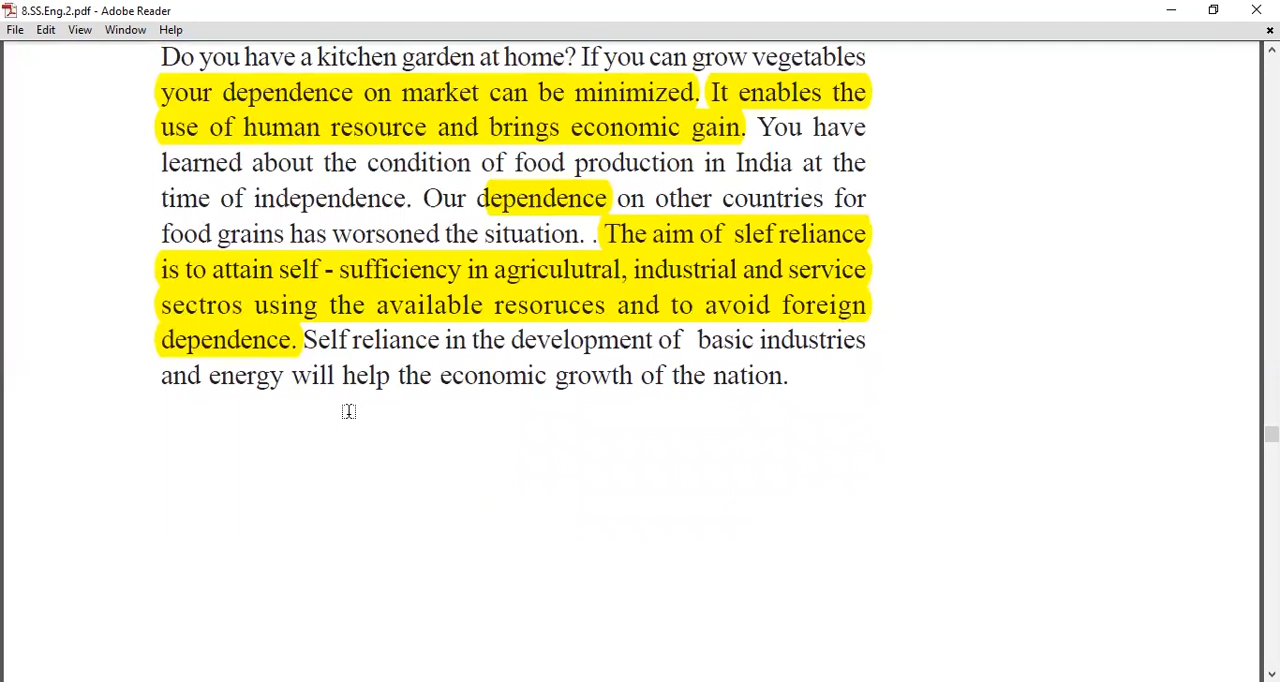 8.SS.Eng.2.pdf - Adobe Reader
File Edit View Window Help
Do you have a kitchen garden at home? If you can grow vegetables
your dependence on market can be minimized. It enables the
use of human resource and brings economic gain. You have
learned about the condition of food production in India at the
time of independence. Our dependence on other countries for
food grains has worsoned the situation. . The aim of slef reliance
is to attain self - sufficiency in agriculutral, industrial and service
sectros using the available resoruces and to avoid foreign
dependence. Self reliance in the development of basic industries
and energy will help the economic growth of the nation.